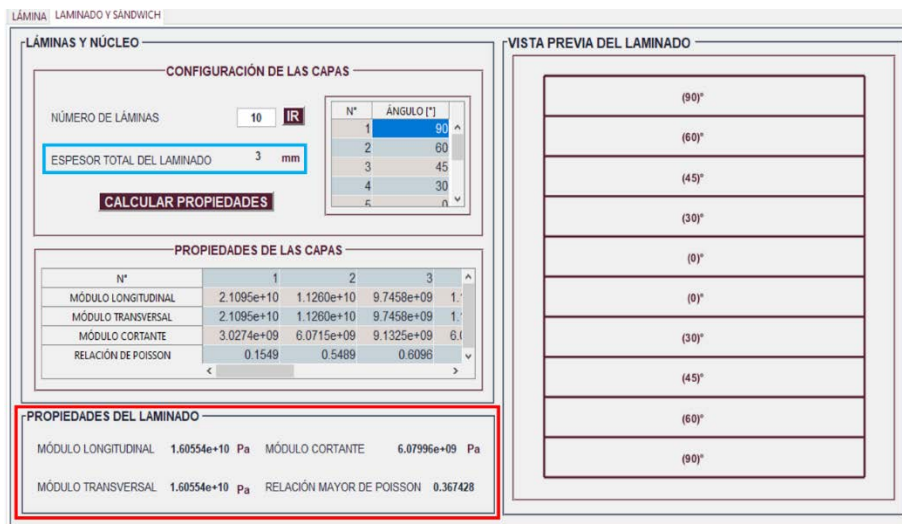 LÁMINA LAMINADO Y SÁNDWICH
LÁMINAS Y NÚCLEO
CONFIGURACIÓN DE LAS CAPAS
NÚMERO DE LÁMINAS 10 IR
ESPESOR TOTAL DEL LAMINADO 3 mm
CALCULAR PROPIEDADES
N° ÁNGULO [°]
1 90
2 60
3 45
4 30
5 0
PROPIEDADES DE LAS CAPAS
N° 1 2 3
MÓDULO LONGITUDINAL 2.1095e+10 1.1260e+10 9.7458e+09 1.
MÓDULO TRANSVERSAL 2.1095e+10 1.1260e+10 9.7458e+09 1.
MÓDULO CORTANTE 3.0274e+09 6.0715e+09 9.1325e+09 6.
RELACIÓN DE POISSON 0.1549 0.5489 0.6096
PROPIEDADES DEL LAMINADO
MÓDULO LONGITUDINAL 1.60554e+10 Pa MÓDULO CORTANTE 6.07996e+09 Pa
MÓDULO TRANSVERSAL 1.60554e+10 Pa RELACIÓN MAYOR DE POISSON 0.367428
VISTA PREVIA DEL LAMINADO
(90)°
(60)°
(45)°
(30)°
(0)°
(0)°
(30)°
(45)°
(60)°
(90)°